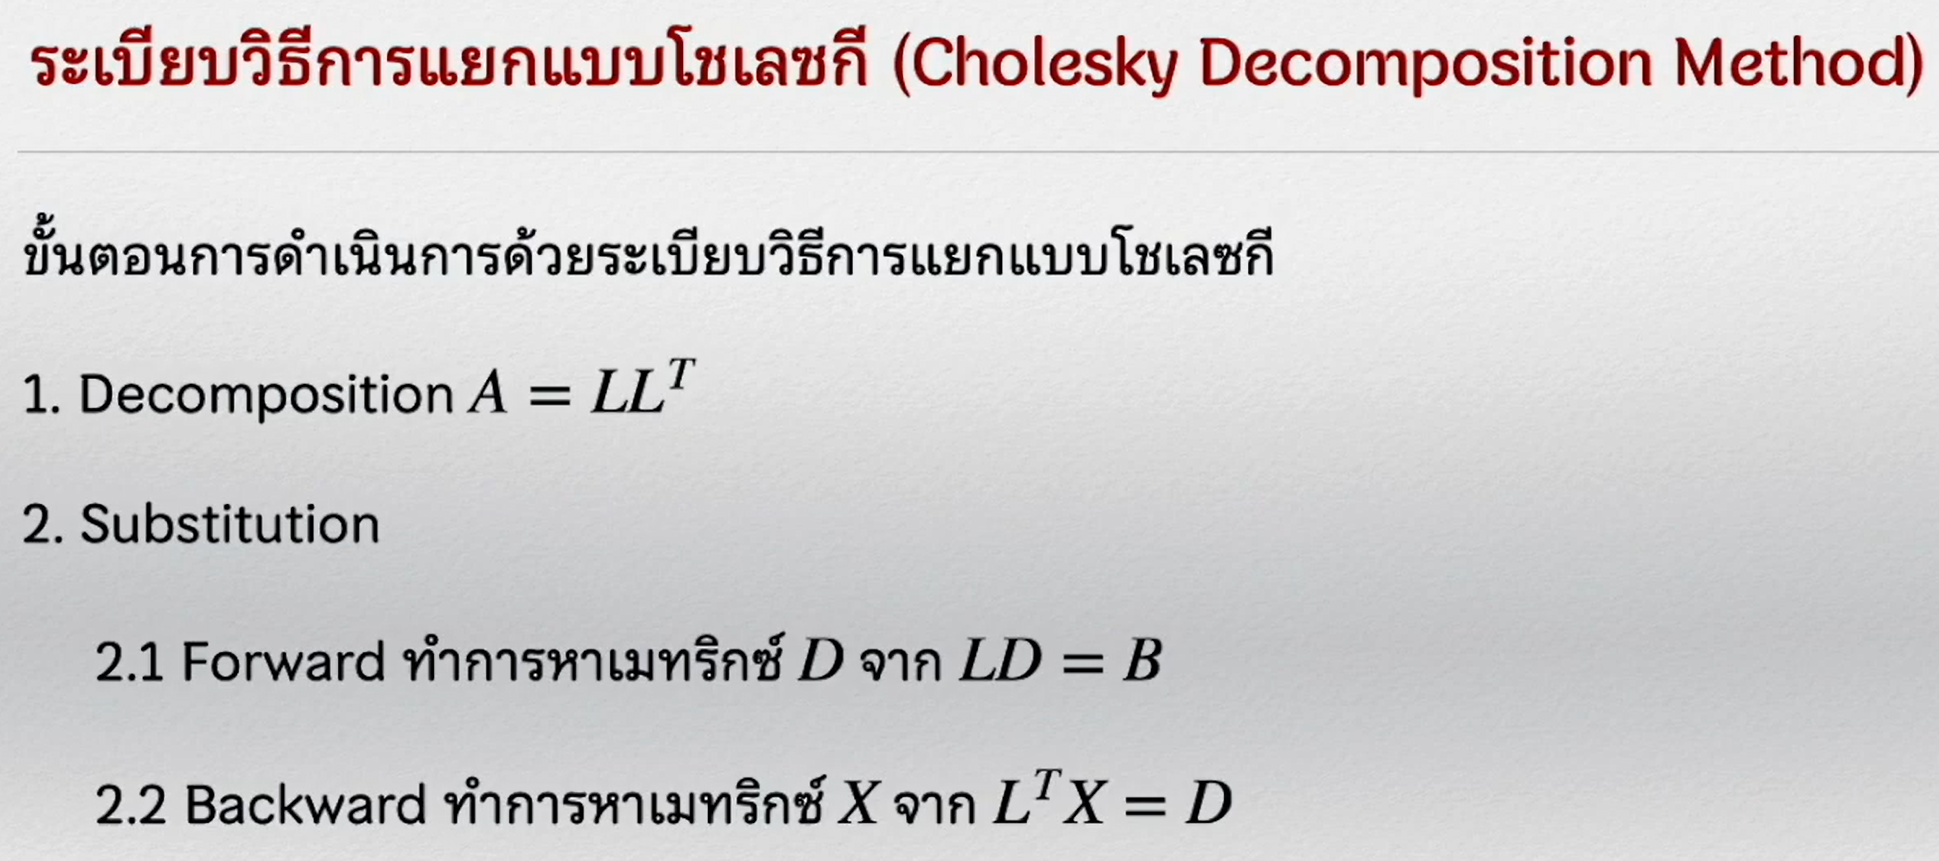 ระเบียบวิธีการแยกแบบโชเลซกี (Cholesky Decomposition Method)
ขั้นตอนการดำเนินการด้วยระเบียบวิธีการแยกแบบโชเลซกี
1. Decomposition A = LLᵀ
2. Substitution
2.1 Forward ทำการหาเมทริกซ์ D จาก LD = B
2.2 Backward ทำการหาเมทริกซ์ X จาก LᵀX = D